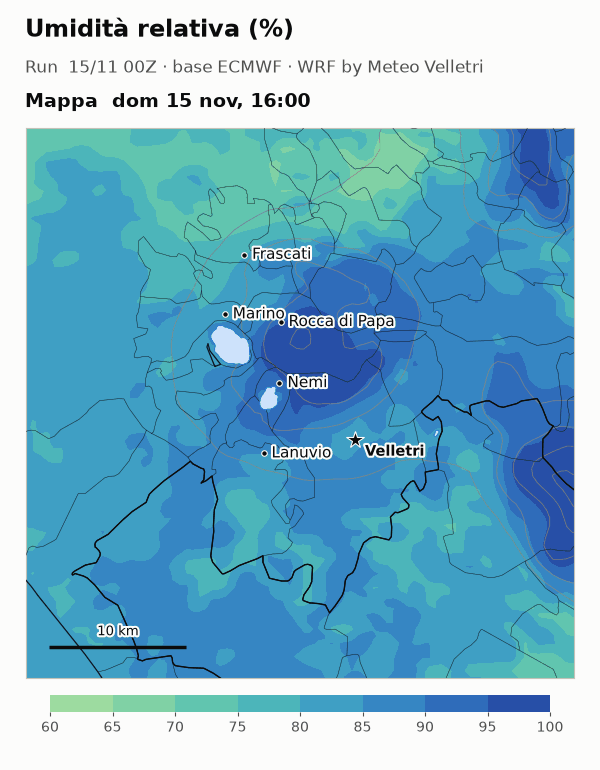 Umidità relativa (%)
Run  15/11 00Z · base ECMWF · WRF by Meteo Velletri
Mappa  dom 15 nov, 16:00
Frascati
Marino
Rocca di Papa
Nemi
Velletri
Lanuvio
10 km
60 65 70 75 80 85 90 95 100